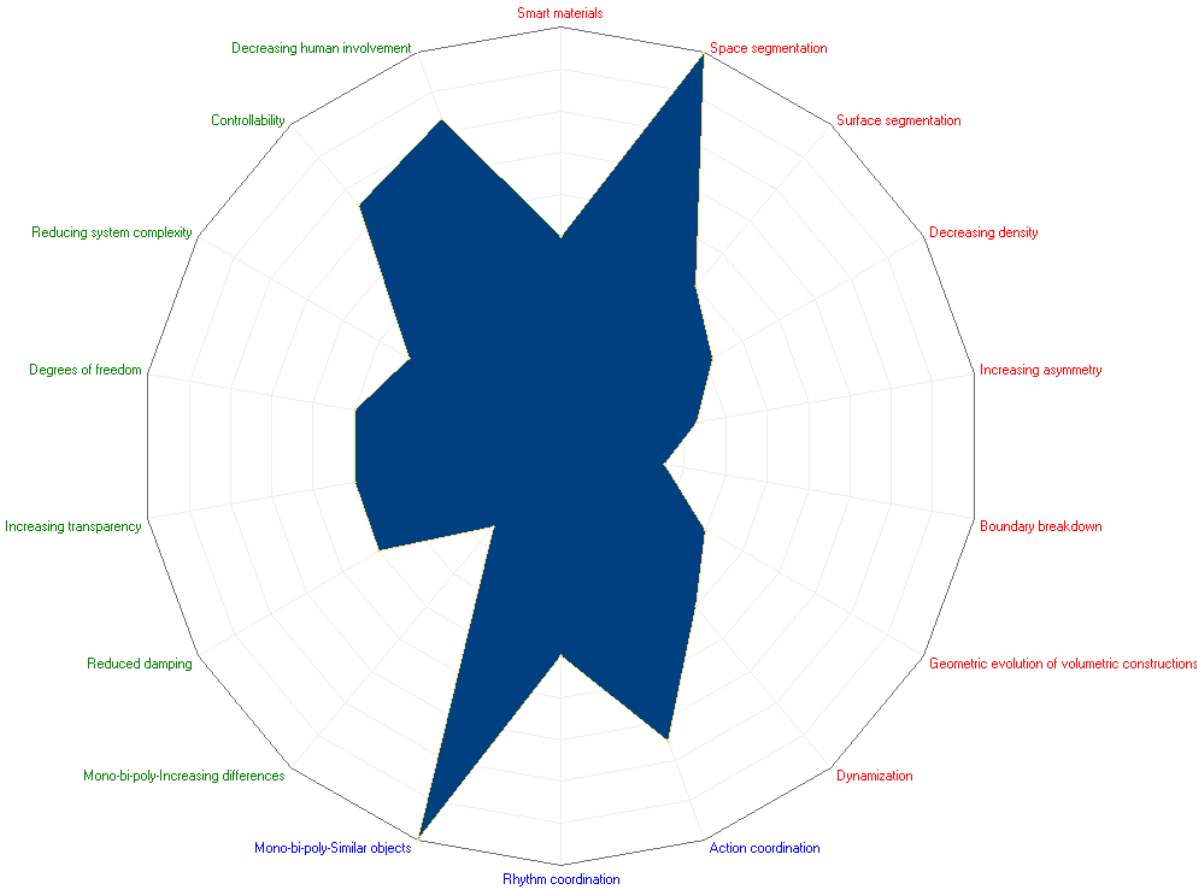 Smart materials
Decreasing human involvement
Space segmentation
Controllability
Surface segmentation
Reducing system complexity
Decreasing density
Degrees of freedom
Increasing asymmetry
Increasing transparency
Boundary breakdown
Reduced damping
Geometric evolution of volumetric constructions
Mono-bi-poly-Increasing differences
Dynamization
Mono-bi-poly-Similar objects
Action coordination
Rhythm coordination